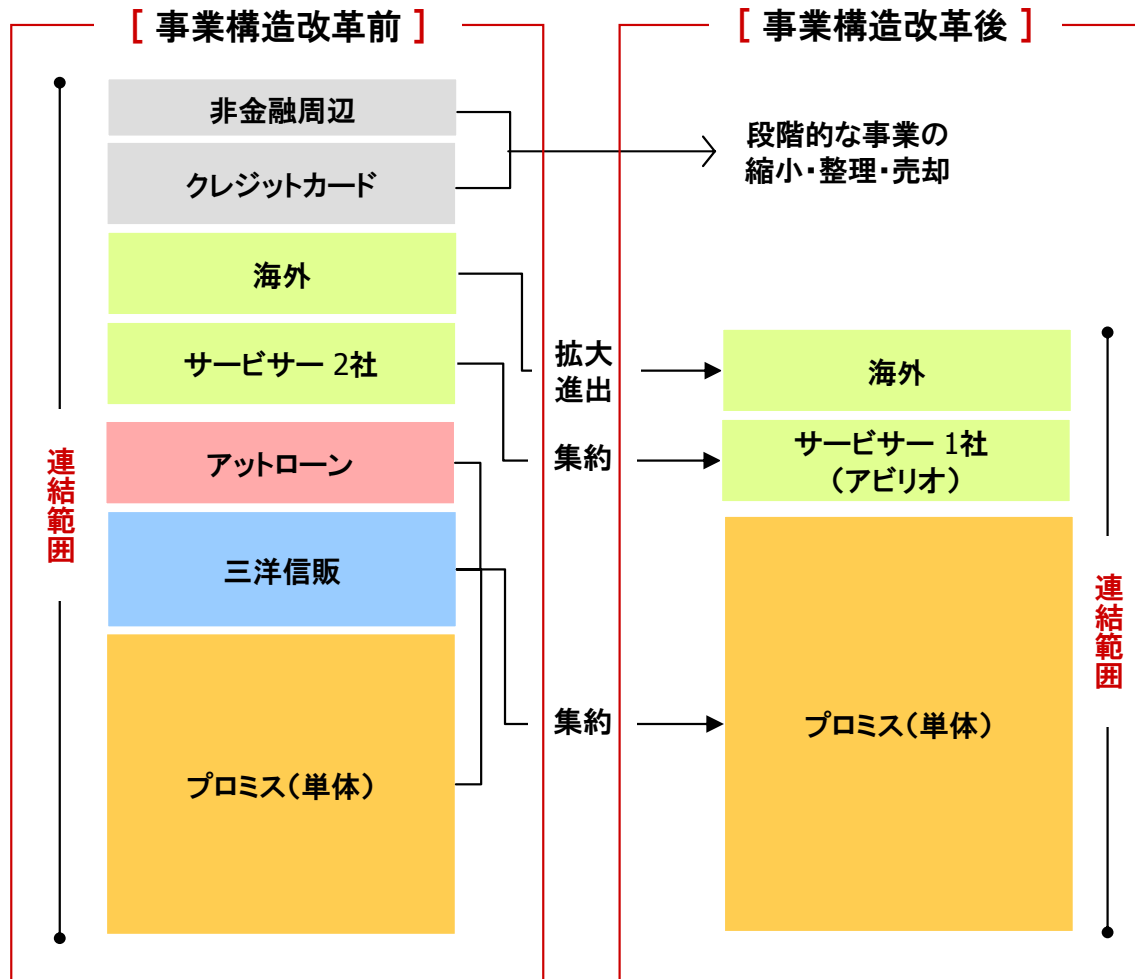 [ 事業構造改革前 ]
非金融周辺
クレジットカード
海外
サービサー 2社
アットローン
三洋信販
プロミス(単体)
連結範囲
拡大
進出
集約
集約
[ 事業構造改革後 ]
段階的な事業の
縮小・整理・売却
海外
サービサー 1社
(アビリオ)
プロミス(単体)
連結範囲